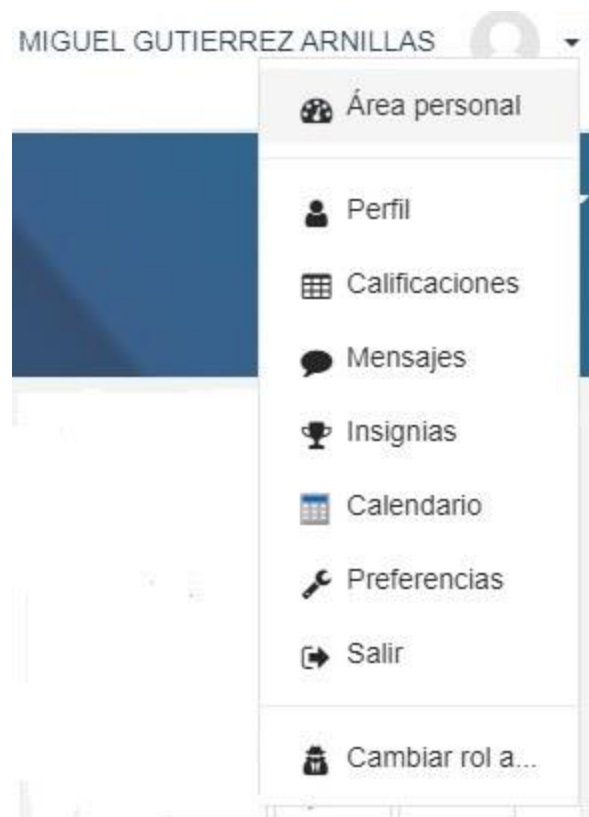 MIGUEL GUTIERREZ ARNILLAS
Área personal
Perfil
Calificaciones
Mensajes
Insignias
Calendario
Preferencias
Salir
Cambiar rol a...